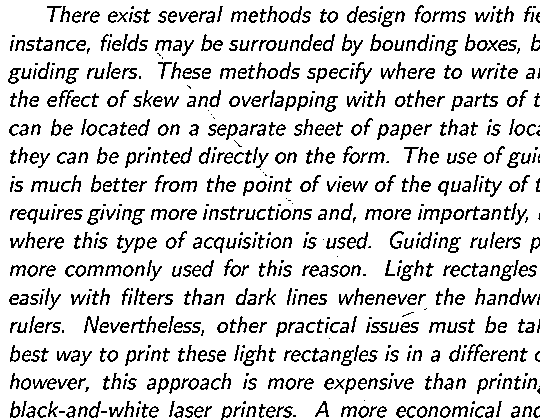 There exist several methods to design forms with fie
instance, fields may be surrounded by bounding boxes, b
guiding rulers. These methods specify where to write a
the effect of skew and overlapping with other parts of t
can be located on a separate sheet of paper that is loca
they can be printed directly on the form. The use of gui
is much better from the point of view of the quality of t
requires giving more instructions and, more importantly,
where this type of acquisition is used. Guiding rulers p
more commonly used for this reason. Light rectangles
easily with filters than dark lines whenever the handwr
rulers. Nevertheless, other practical issues must be tak
best way to print these light rectangles is in a different c
however, this approach is more expensive than printing
black-and-white laser printers. A more economical and